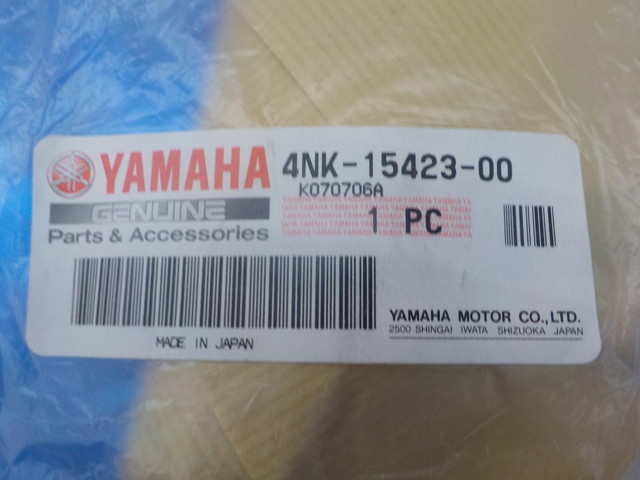 YAMAHA
GENUINE
Parts & Accessories
4NK-15423-00
K070706A
1 PC
MADE IN JAPAN
YAMAHA MOTOR CO.,LTD.
2500 SHINGAI IWATA SHIZUOKA JAPAN